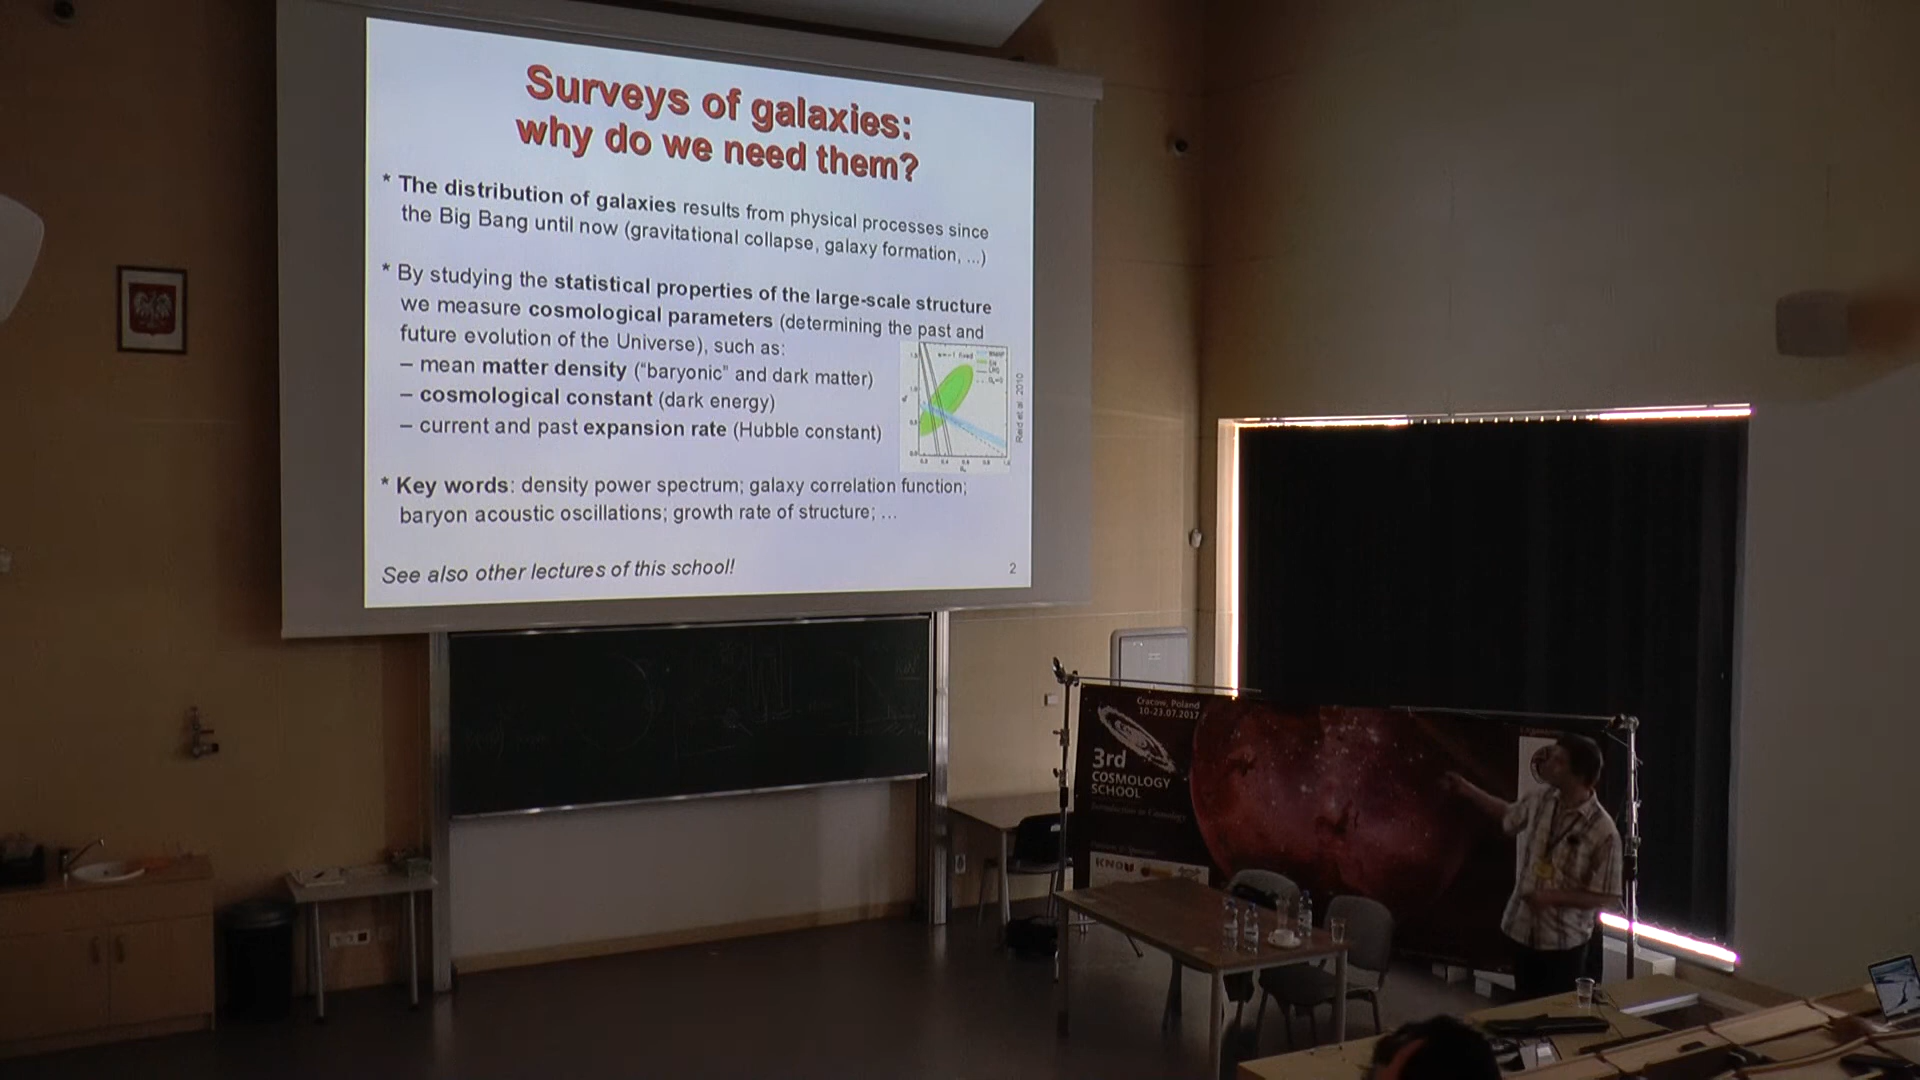 Surveys of galaxies:
why do we need them?
* The distribution of galaxies results from physical processes since
the Big Bang until now (gravitational collapse, galaxy formation, ...)
* By studying the statistical properties of the large-scale structure
we measure cosmological parameters (determining the past and
future evolution of the Universe), such as:
– mean matter density ("baryonic" and dark matter)
– cosmological constant (dark energy)
– current and past expansion rate (Hubble constant)
Reid et al. 2010
* Key words: density power spectrum; galaxy correlation function;
baryon acoustic oscillations; growth rate of structure; ...
See also other lectures of this school!
2
Cracow, Poland
10-23.07.2017
3rd
COSMOLOGY
SCHOOL
Introduction to Cosmology
KNOW